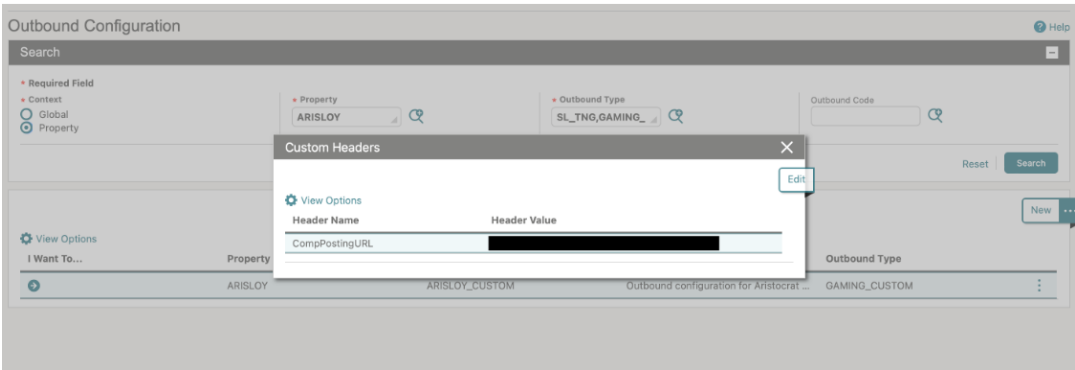 Outbound Configuration
Help
Search
* Required Field
* Context
Global
Property
* Property
ARISLOY
* Outbound Type
SL_TNG,GAMING_
Outbound Code
Reset
Search
Custom Headers
Edit
View Options
Header Name Header Value
CompPostingURL
New ...
View Options
I Want To... Property Outbound Type
ARISLOY ARISLOY_CUSTOM Outbound configuration for Aristocrat ... GAMING_CUSTOM